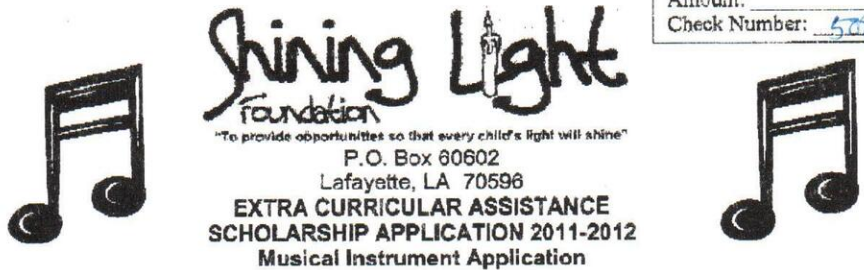 Amount:
Check Number:
Shining Light
Foundation
"To provide opportunities so that every child's light will shine"
P.O. Box 60602
Lafayette, LA 70596
EXTRA CURRICULAR ASSISTANCE
SCHOLARSHIP APPLICATION 2011-2012
Musical Instrument Application